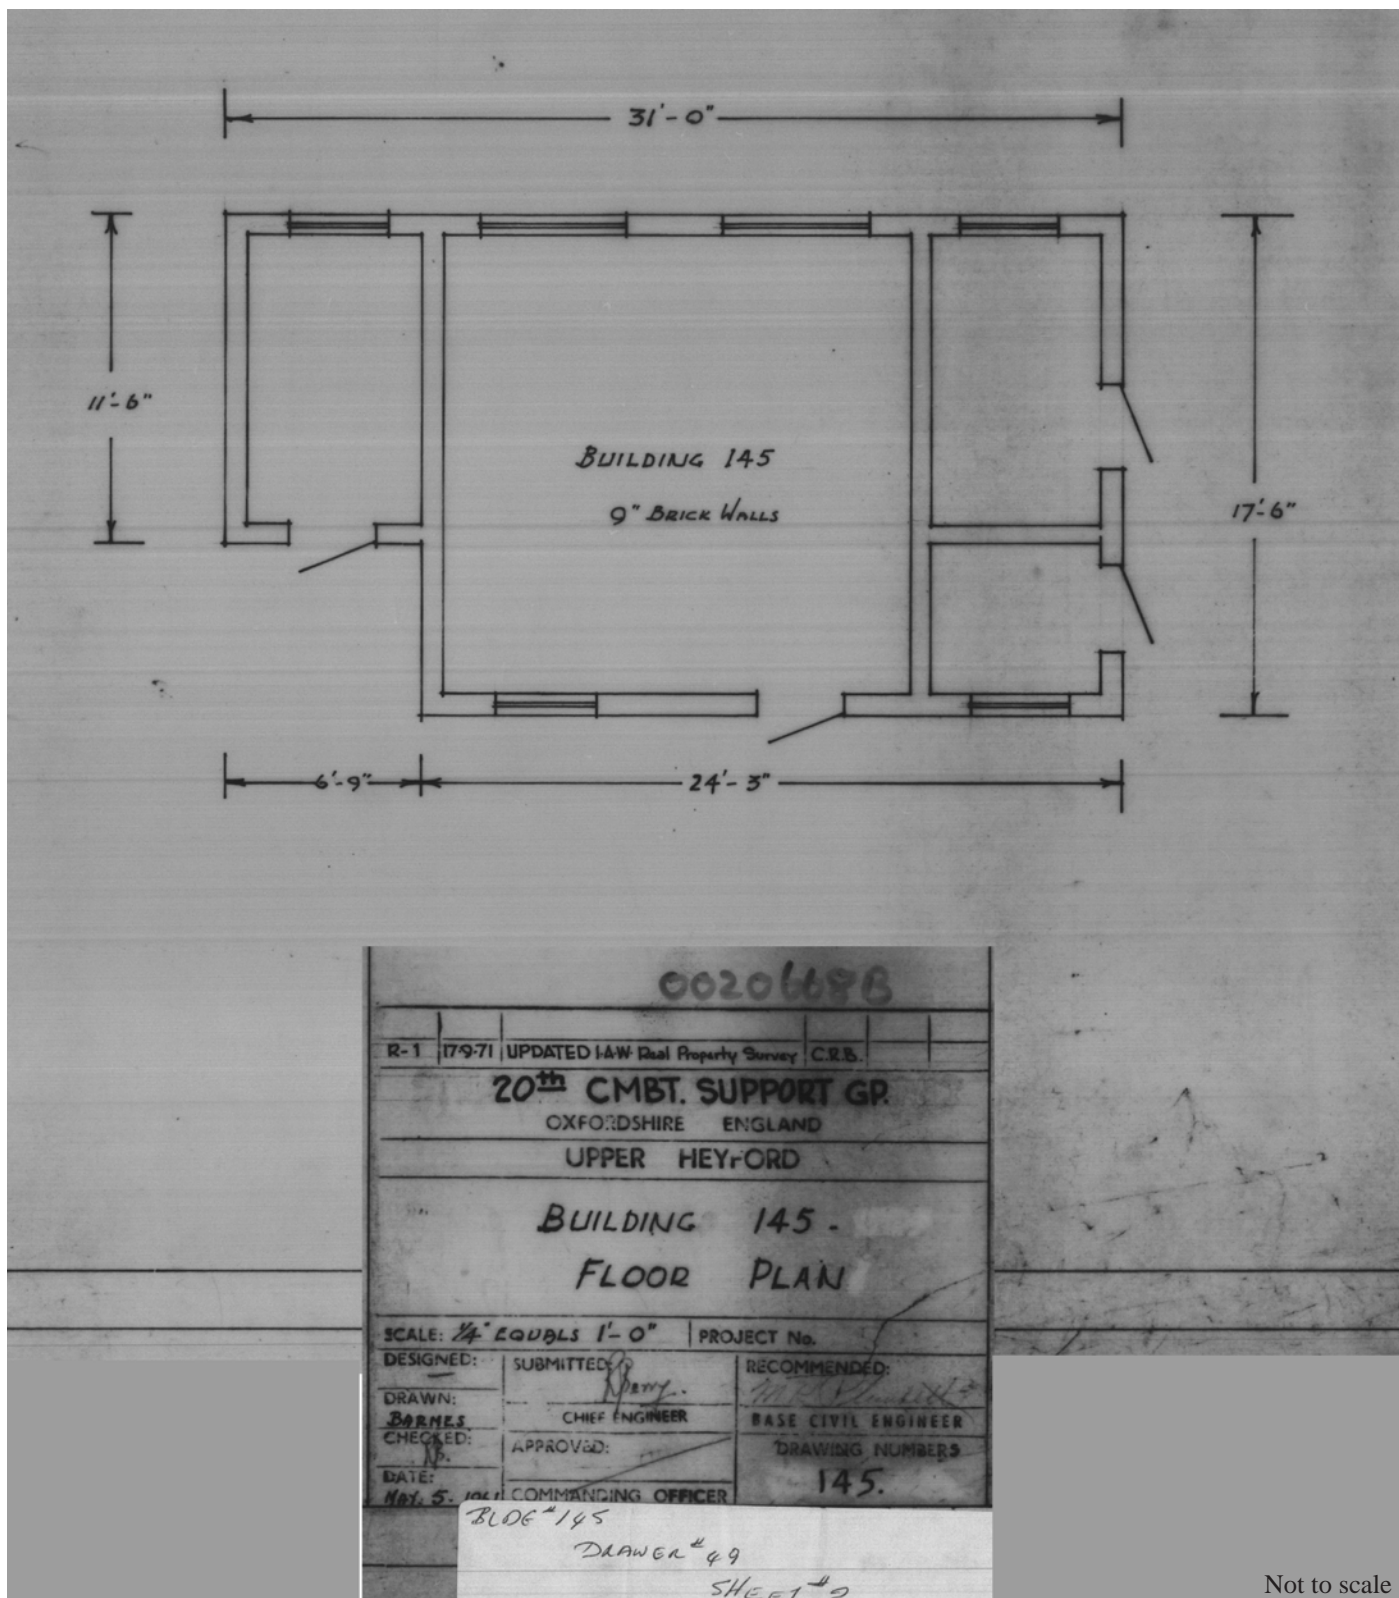 31'-0"
11'-6"
BUILDING 145
9" BRICK WALLS
17'-6"
6'-9"
24'-3"
R-1 17·9·71 UPDATED I·A·W· Real Property Survey C.R.B.
20th CMBT. SUPPORT GP.
OXFORDSHIRE ENGLAND
UPPER HEYFORD
BUILDING 145 -
FLOOR PLAN
SCALE: 1/4" EQUALS 1'-0" PROJECT No.
DESIGNED: —
SUBMITTED:
CHIEF ENGINEER
RECOMMENDED:
BASE CIVIL ENGINEER
DRAWN:
BARNES
CHECKED:
APPROVED:
COMMANDING OFFICER
DRAWING NUMBERS
145.
DATE:
MAY. 5.
BLDG #145
DRAWER #49
SHEET #
Not to scale